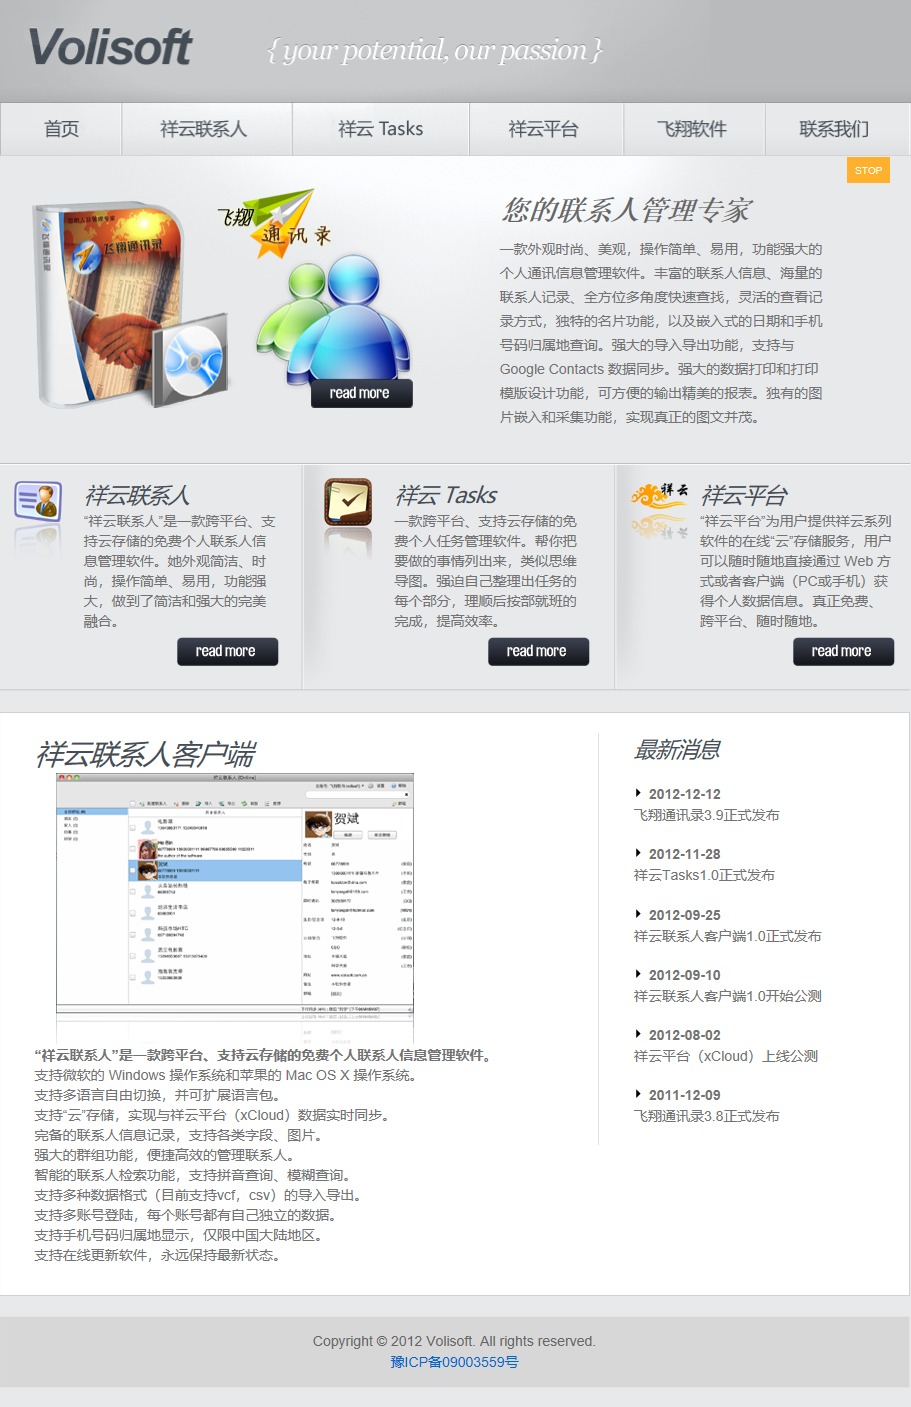 Volisoft
{ your potential, our passion }
首页
祥云联系人
祥云 Tasks
祥云平台
飞翔软件
联系我们
STOP
飞翔
通讯录
飞翔通讯录
read more
您的联系人管理专家
一款外观时尚、美观，操作简单、易用，功能强大的
个人通讯信息管理软件。丰富的联系人信息、海量的
联系人记录、全方位多角度快速查找，灵活的查看记
录方式，独特的名片功能，以及嵌入式的日期和手机
号码归属地查询。强大的导入导出功能，支持与
Google Contacts 数据同步。强大的数据打印和打印
模版设计功能，可方便的输出精美的报表。独有的图
片嵌入和采集功能，实现真正的图文并茂。
祥云联系人
“祥云联系人”是一款跨平台、支
持云存储的免费个人联系人信
息管理软件。她外观简洁、时
尚，操作简单、易用，功能强
大，做到了简洁和强大的完美
融合。
read more
祥云 Tasks
一款跨平台、支持云存储的免
费个人任务管理软件。帮你把
要做的事情列出来，类似思维
导图。强迫自己整理出任务的
每个部分，理顺后按部就班的
完成，提高效率。
read more
祥云
祥云平台
“祥云平台”为用户提供祥云系列
软件的在线“云”存储服务，用户
可以随时随地直接通过 Web 方
式或者客户端（PC或手机）获
得个人数据信息。真正免费、
跨平台、随时随地。
read more
祥云联系人客户端
贺斌
“祥云联系人”是一款跨平台、支持云存储的免费个人联系人信息管理软件。
支持微软的 Windows 操作系统和苹果的 Mac OS X 操作系统。
支持多语言自由切换，并可扩展语言包。
支持“云”存储，实现与祥云平台（xCloud）数据实时同步。
完备的联系人信息记录，支持各类字段、图片。
强大的群组功能，便捷高效的管理联系人。
智能的联系人检索功能，支持拼音查询、模糊查询。
支持多种数据格式（目前支持vcf，csv）的导入导出。
支持多账号登陆，每个账号都有自己独立的数据。
支持手机号码归属地显示，仅限中国大陆地区。
支持在线更新软件，永远保持最新状态。
最新消息
2012-12-12
飞翔通讯录3.9正式发布
2012-11-28
祥云Tasks1.0正式发布
2012-09-25
祥云联系人客户端1.0正式发布
2012-09-10
祥云联系人客户端1.0开始公测
2012-08-02
祥云平台（xCloud）上线公测
2011-12-09
飞翔通讯录3.8正式发布
Copyright © 2012 Volisoft. All rights reserved.
豫ICP备09003559号